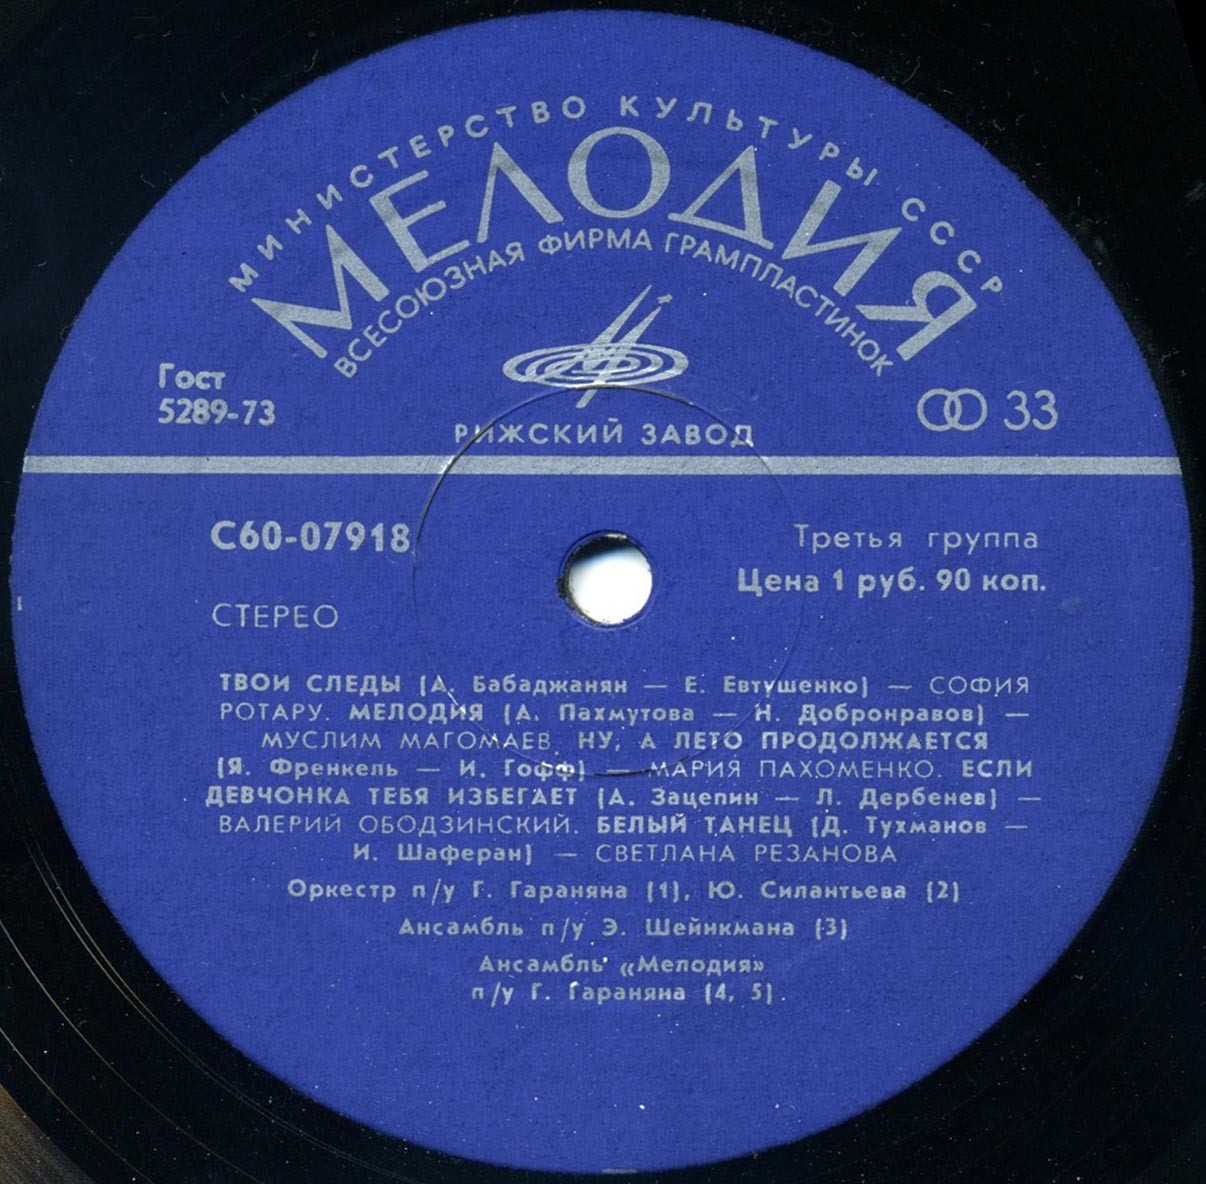 МИНИСТЕРСТВО КУЛЬТУРЫ СССР
МЕЛОДИЯ
ВСЕСОЮЗНАЯ ФИРМА ГРАМПЛАСТИНОК
Гост
5289-73
33
РИЖСКИЙ ЗАВОД
С60-07918
Третья группа
Цена 1 руб. 90 коп.
СТЕРЕО
ТВОИ СЛЕДЫ (А. Бабаджанян — Е. Евтушенко) — СОФИЯ
РОТАРУ. МЕЛОДИЯ (А. Пахмутова — Н. Добронравов) —
МУСЛИМ МАГОМАЕВ. НУ, А ЛЕТО ПРОДОЛЖАЕТСЯ
(Я. Френкель — И. Гофф) — МАРИЯ ПАХОМЕНКО. ЕСЛИ
ДЕВЧОНКА ТЕБЯ ИЗБЕГАЕТ (А. Зацепин — Л. Дербенев) —
ВАЛЕРИЙ ОБОДЗИНСКИЙ. БЕЛЫЙ ТАНЕЦ (Д. Тухманов —
И. Шаферан) — СВЕТЛАНА РЕЗАНОВА
Оркестр п/у Г. Гараняна (1), Ю. Силантьева (2)
Ансамбль п/у Э. Шейнкмана (3)
Ансамбль «Мелодия»
п/у Г. Гараняна (4, 5).